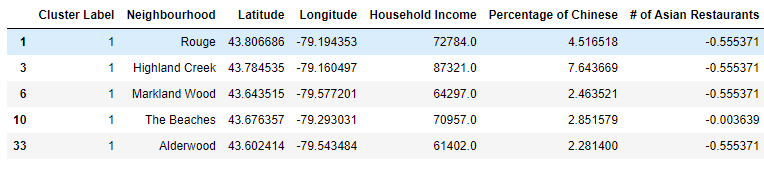 Cluster Label Neighbourhood Latitude Longitude Household Income Percentage of Chinese # of Asian Restaurants
1 1 Rouge 43.806686 -79.194353 72784.0 4.516518 -0.555371
3 1 Highland Creek 43.784535 -79.160497 87321.0 7.643669 -0.555371
6 1 Markland Wood 43.643515 -79.577201 64297.0 2.463521 -0.555371
10 1 The Beaches 43.676357 -79.293031 70957.0 2.851579 -0.003639
33 1 Alderwood 43.602414 -79.543484 61402.0 2.281400 -0.555371